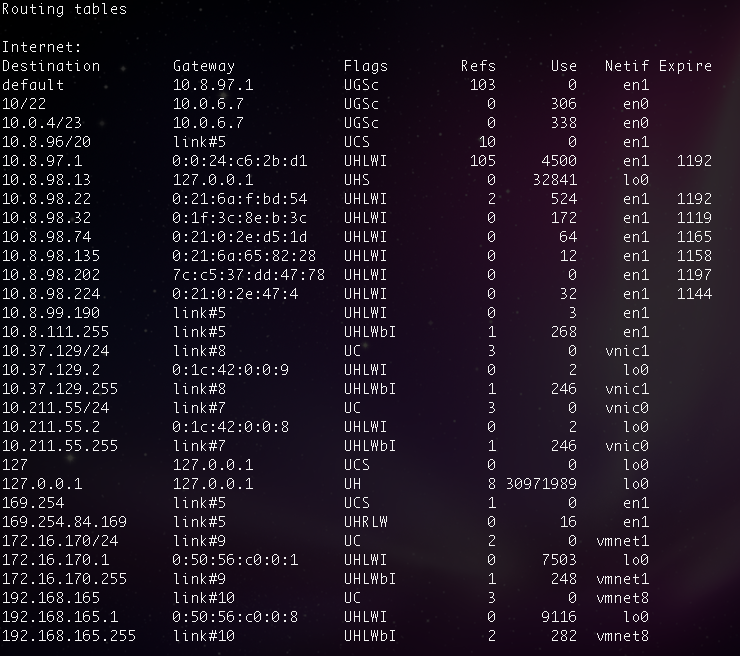 Routing tables

Internet:
Destination        Gateway            Flags        Refs      Use   Netif Expire
default            10.8.97.1          UGSc          103        0     en1
10/22              10.0.6.7           UGSc            0      306     en0
10.0.4/23          10.0.6.7           UGSc            0      338     en0
10.8.96/20         link#5             UCS            10        0     en1
10.8.97.1          0:0:24:c6:2b:d1    UHLWI         105     4500     en1   1192
10.8.98.13         127.0.0.1          UHS             0    32841     lo0
10.8.98.22         0:21:6a:f:bd:54    UHLWI           2      524     en1   1192
10.8.98.32         0:1f:3c:8e:b:3c    UHLWI           0      172     en1   1119
10.8.98.74         0:21:0:2e:d5:1d    UHLWI           0       64     en1   1165
10.8.98.135        0:21:6a:65:82:28   UHLWI           0       12     en1   1158
10.8.98.202        7c:c5:37:dd:47:78  UHLWI           0        0     en1   1197
10.8.98.224        0:21:0:2e:47:4     UHLWI           0       32     en1   1144
10.8.99.190        link#5             UHLWI           0        3     en1
10.8.111.255       link#5             UHLWbI          1      268     en1
10.37.129/24       link#8             UC              3        0   vnic1
10.37.129.2        0:1c:42:0:0:9      UHLWI           0        2     lo0
10.37.129.255      link#8             UHLWbI          1      246   vnic1
10.211.55/24       link#7             UC              3        0   vnic0
10.211.55.2        0:1c:42:0:0:8      UHLWI           0        2     lo0
10.211.55.255      link#7             UHLWbI          1      246   vnic0
127                127.0.0.1          UCS             0        0     lo0
127.0.0.1          127.0.0.1          UH              8 30971989     lo0
169.254            link#5             UCS             1        0     en1
169.254.84.169     link#5             UHRLW           0       16     en1
172.16.170/24      link#9             UC              2        0  vmnet1
172.16.170.1       0:50:56:c0:0:1     UHLWI           0     7503     lo0
172.16.170.255     link#9             UHLWbI          1      248  vmnet1
192.168.165        link#10            UC              3        0  vmnet8
192.168.165.1      0:50:56:c0:0:8     UHLWI           0     9116     lo0
192.168.165.255    link#10            UHLWbI          2      282  vmnet8